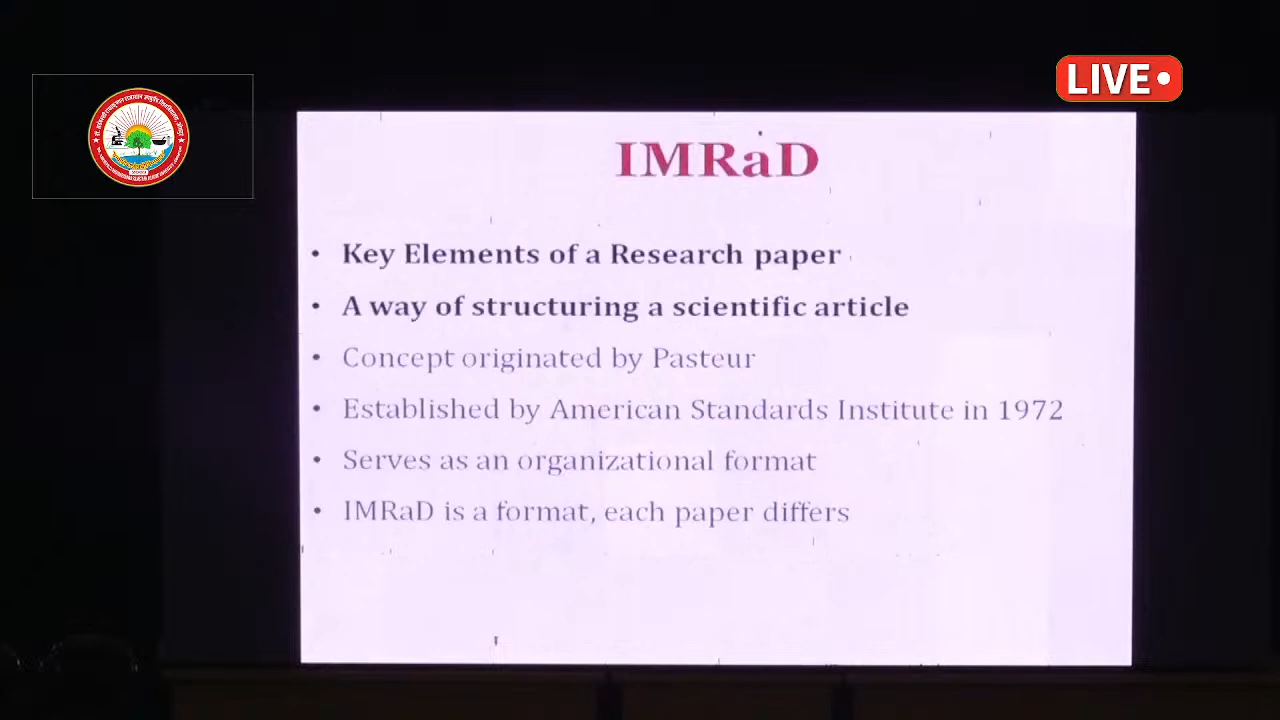 LIVE
IMRaD
• Key Elements of a Research paper
• A way of structuring a scientific article
• Concept originated by Pasteur
• Established by American Standards Institute in 1972
• Serves as an organizational format
• IMRaD is a format, each paper differs